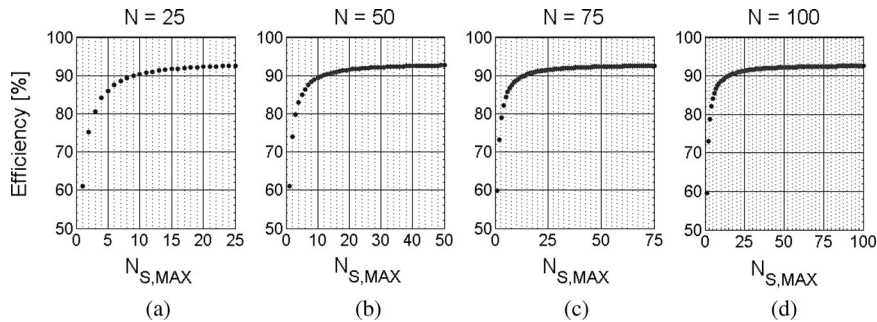 N = 25
N = 50
N = 75
N = 100
Efficiency [%]
100
90
80
70
60
50
0 5 10 15 20 25
N_S,MAX
(a)
100
90
80
70
60
50
0 10 20 30 40 50
N_S,MAX
(b)
100
90
80
70
60
50
0 25 50 75
N_S,MAX
(c)
100
90
80
70
60
50
0 25 50 75 100
N_S,MAX
(d)